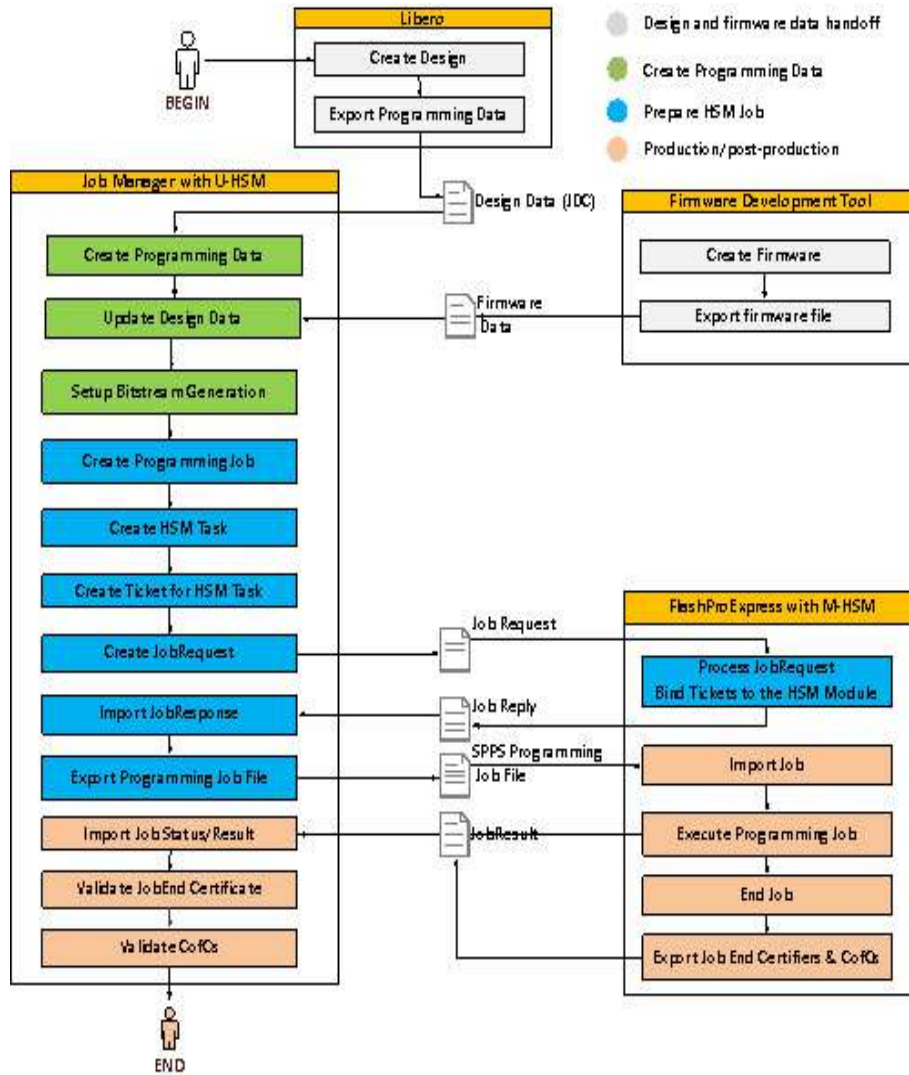 Libero
Create Design
Export Programming Data
BEGIN
Design and firmware data handoff
Create Programming Data
Prepare HSM Job
Production/post-production
Job Manager with U-HSM
Design Data (JDC)
Firmware Development Tool
Create Programming Data
Create Firmware
Update Design Data
Firmware
Data
Export firmware file
Setup Bitstream Generation
Create Programming Job
Create HSM Task
Create Ticket for HSM Task
FlashPro Express with M-HSM
Create JobRequest
Job Request
Process JobRequest
Bind Tickets to the HSM Module
Import JobResponse
Job Reply
Export Programming Job File
SPPS Programming
Job File
Import Job
Import Job Status/Result
JobResult
Execute Programming Job
Validate JobEnd Certificate
End Job
Validate CofCs
Export Job End Certifiers & CofCs
END